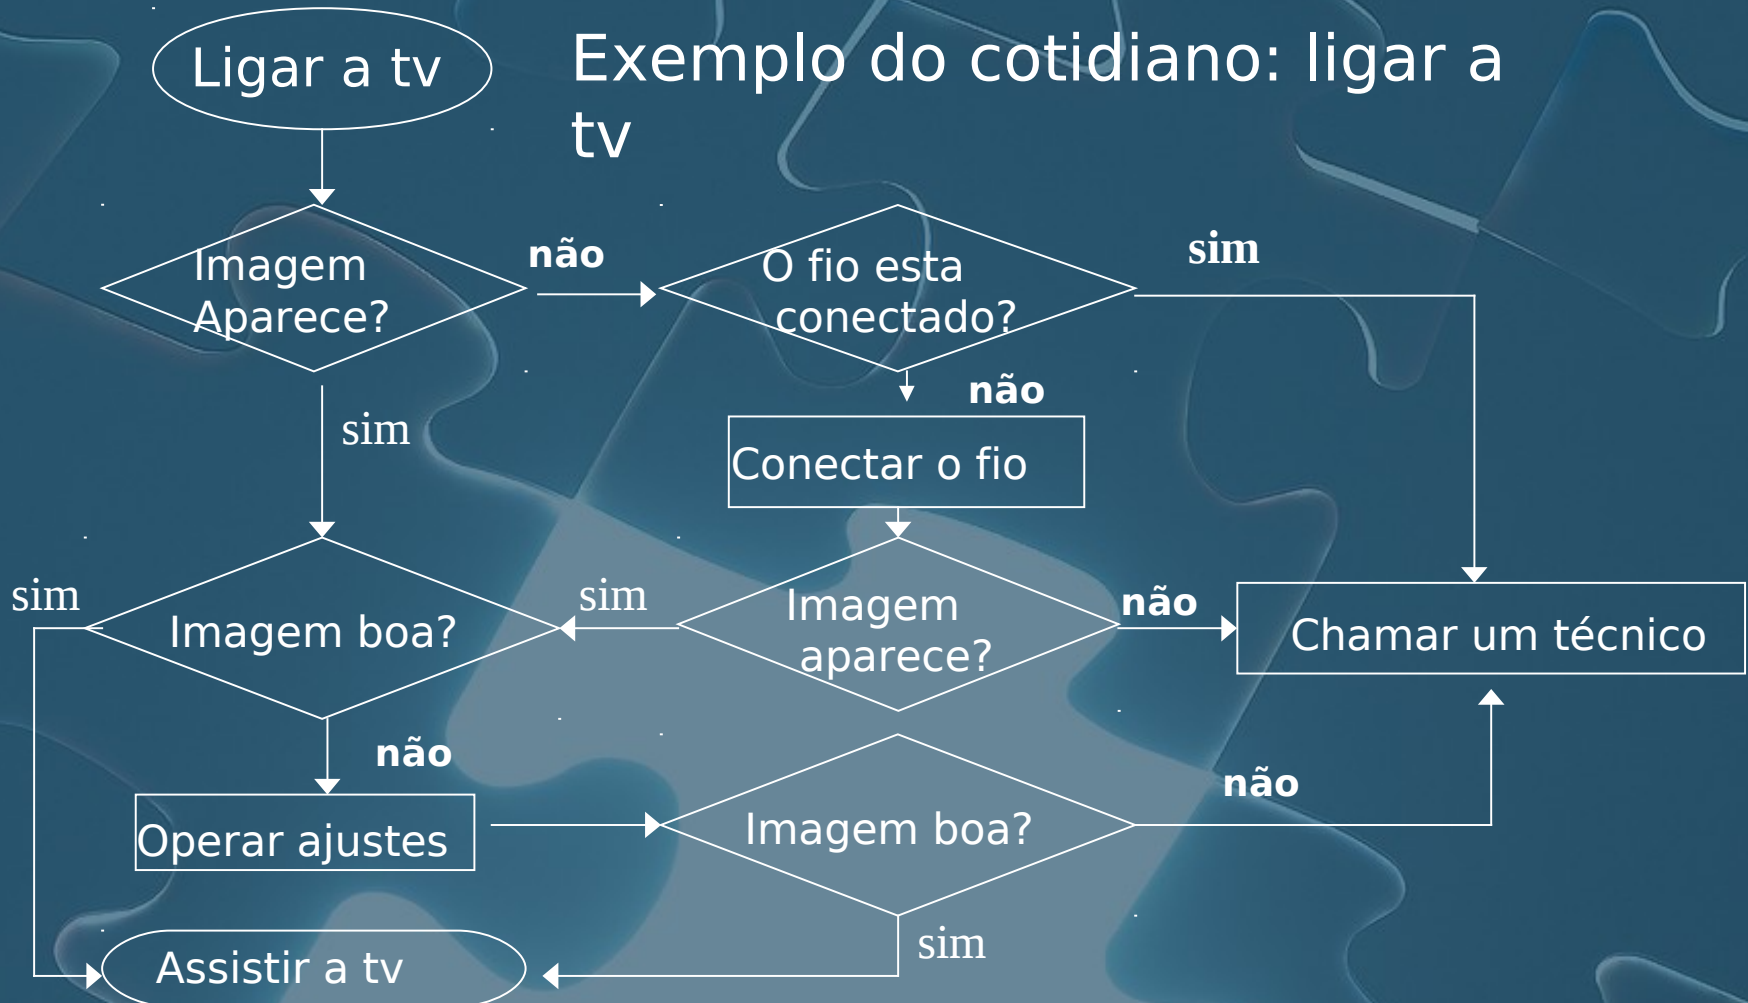 Ligar a tv
Exemplo do cotidiano: ligar a
tv
Imagem
Aparece?
não
O fio esta
conectado?
sim
não
sim
Conectar o fio
sim
Imagem boa?
sim
Imagem
aparece?
não
Chamar um técnico
não
Operar ajustes
Imagem boa?
não
sim
Assistir a tv